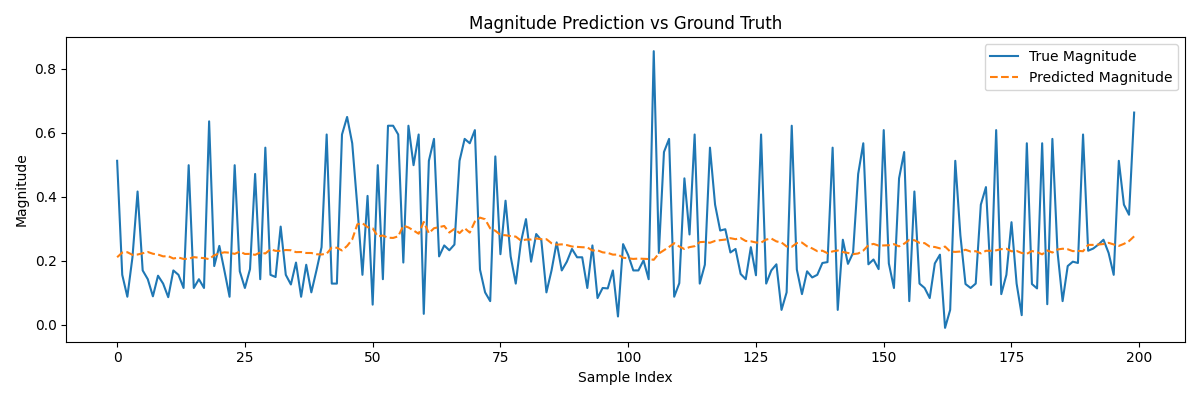 Magnitude Prediction vs Ground Truth
True Magnitude
Predicted Magnitude
Magnitude
0.8
0.6
0.4
0.2
0.0
0 25 50 75 100 125 150 175 200
Sample Index